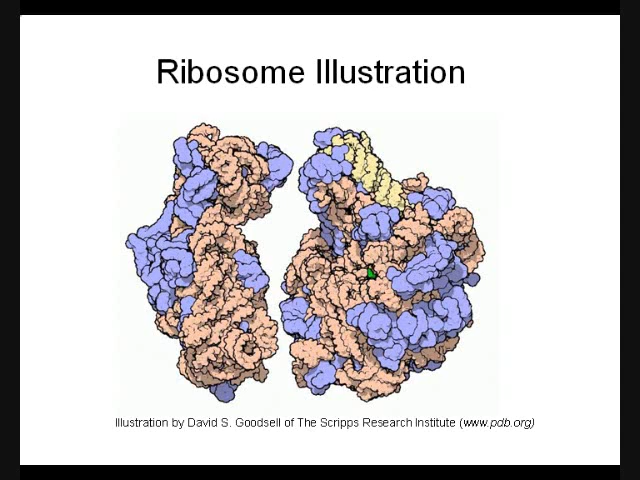 Ribosome Illustration
Illustration by David S. Goodsell of The Scripps Research Institute (www.pdb.org)